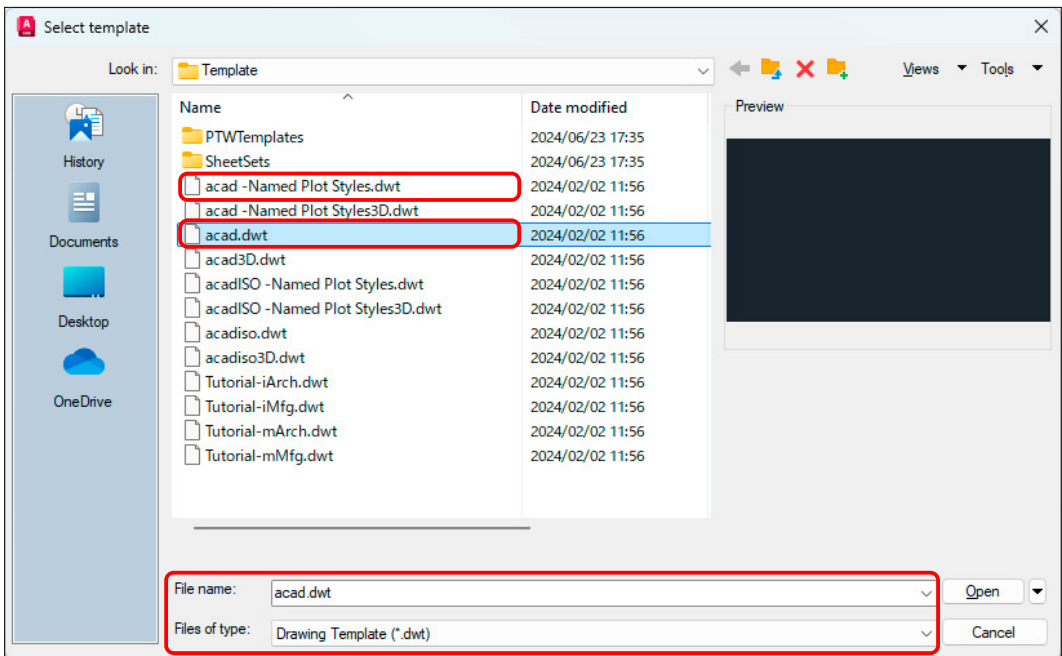 Select template
Look in: Template Views Tools
Name Date modified Preview
PTWTemplates 2024/06/23 17:35
SheetSets 2024/06/23 17:35
acad -Named Plot Styles.dwt 2024/02/02 11:56
acad -Named Plot Styles3D.dwt 2024/02/02 11:56
acad.dwt 2024/02/02 11:56
acad3D.dwt 2024/02/02 11:56
acadISO -Named Plot Styles.dwt 2024/02/02 11:56
acadISO -Named Plot Styles3D.dwt 2024/02/02 11:56
acadiso.dwt 2024/02/02 11:56
acadiso3D.dwt 2024/02/02 11:56
Tutorial-iArch.dwt 2024/02/02 11:56
Tutorial-iMfg.dwt 2024/02/02 11:56
Tutorial-mArch.dwt 2024/02/02 11:56
Tutorial-mMfg.dwt 2024/02/02 11:56
History
Documents
Desktop
OneDrive
File name: acad.dwt Open
Files of type: Drawing Template (*.dwt) Cancel